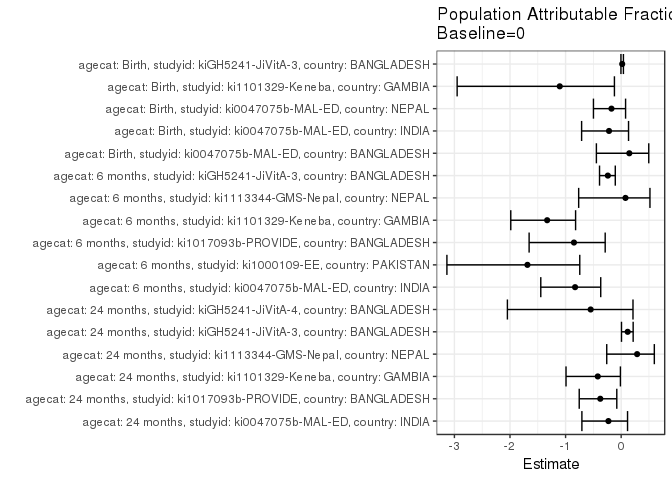 Population Attributable Fractic
Baseline=0
agecat: Birth, studyid: kiGH5241-JiVitA-3, country: BANGLADESH
agecat: Birth, studyid: ki1101329-Keneba, country: GAMBIA
agecat: Birth, studyid: ki0047075b-MAL-ED, country: NEPAL
agecat: Birth, studyid: ki0047075b-MAL-ED, country: INDIA
agecat: Birth, studyid: ki0047075b-MAL-ED, country: BANGLADESH
agecat: 6 months, studyid: kiGH5241-JiVitA-3, country: BANGLADESH
agecat: 6 months, studyid: ki1113344-GMS-Nepal, country: NEPAL
agecat: 6 months, studyid: ki1101329-Keneba, country: GAMBIA
agecat: 6 months, studyid: ki1017093b-PROVIDE, country: BANGLADESH
agecat: 6 months, studyid: ki1000109-EE, country: PAKISTAN
agecat: 6 months, studyid: ki0047075b-MAL-ED, country: INDIA
agecat: 24 months, studyid: kiGH5241-JiVitA-4, country: BANGLADESH
agecat: 24 months, studyid: kiGH5241-JiVitA-3, country: BANGLADESH
agecat: 24 months, studyid: ki1113344-GMS-Nepal, country: NEPAL
agecat: 24 months, studyid: ki1101329-Keneba, country: GAMBIA
agecat: 24 months, studyid: ki1017093b-PROVIDE, country: BANGLADESH
agecat: 24 months, studyid: ki0047075b-MAL-ED, country: INDIA
-3 -2 -1 0
Estimate